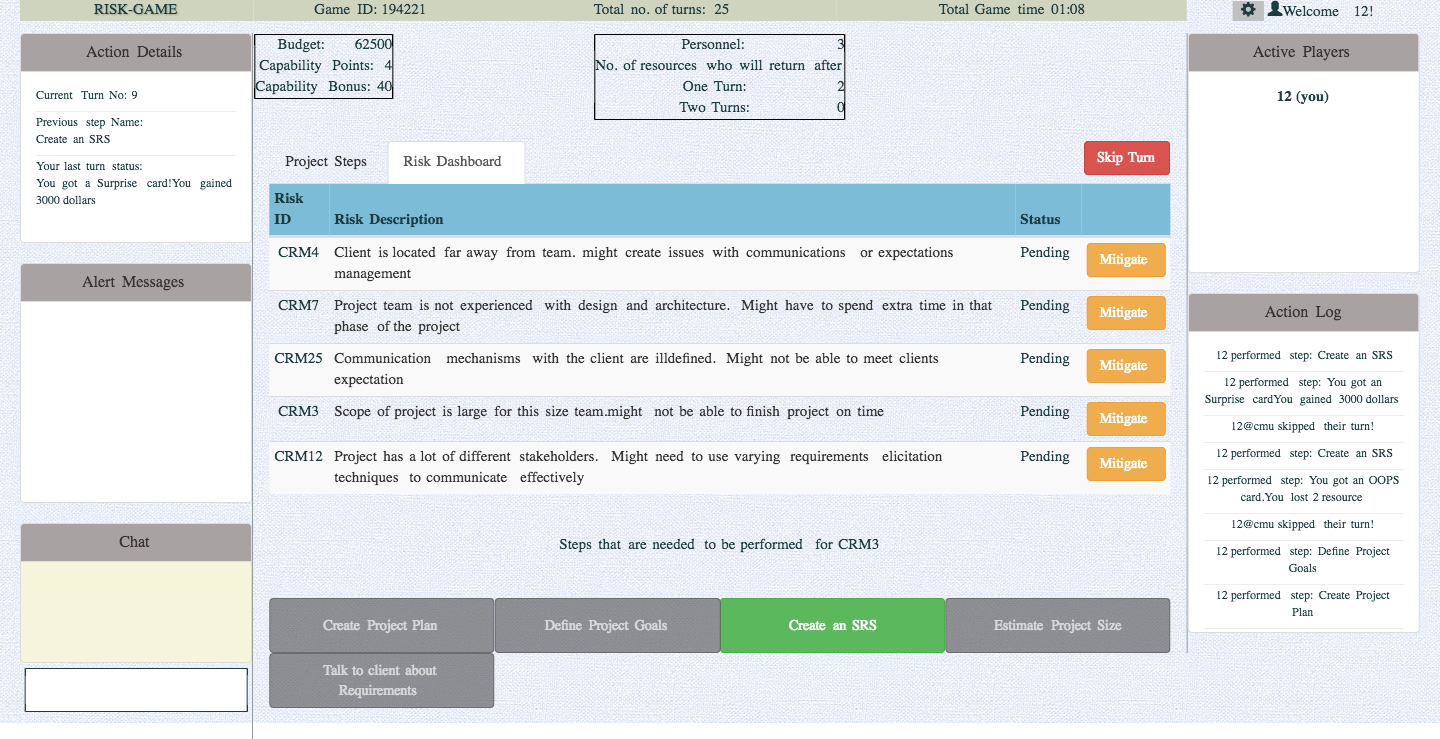 RISK-GAME
Game ID: 194221
Total no. of turns: 25
Total Game time 01:08
Welcome 12!
Action Details
Current Turn No: 9
Previous step Name:
Create an SRS
Your last turn status:
You got a Surprise card!You gained
3000 dollars
Alert Messages
Chat
Budget: 62500
Capability Points: 4
Capability Bonus: 40
Personnel: 3
No. of resources who will return after
One Turn: 2
Two Turns: 0
Project Steps
Risk Dashboard
Skip Turn
Risk
ID
Risk Description
Status
CRM4 Client is located far away from team. might create issues with communications or expectations
management
Pending
Mitigate
CRM7 Project team is not experienced with design and architecture. Might have to spend extra time in that
phase of the project
Pending
Mitigate
CRM25 Communication mechanisms with the client are illdefined. Might not be able to meet clients
expectation
Pending
Mitigate
CRM3 Scope of project is large for this size team.might not be able to finish project on time
Pending
Mitigate
CRM12 Project has a lot of different stakeholders. Might need to use varying requirements elicitation
techniques to communicate effectively
Pending
Mitigate
Steps that are needed to be performed for CRM3
Create Project Plan
Define Project Goals
Create an SRS
Estimate Project Size
Talk to client about
Requirements
Active Players
12 (you)
Action Log
12 performed step: Create an SRS
12 performed step: You got an
Surprise cardYou gained 3000 dollars
12@cmu skipped their turn!
12 performed step: Create an SRS
12 performed step: You got an OOPS
card.You lost 2 resource
12@cmu skipped their turn!
12 performed step: Define Project
Goals
12 performed step: Create Project
Plan